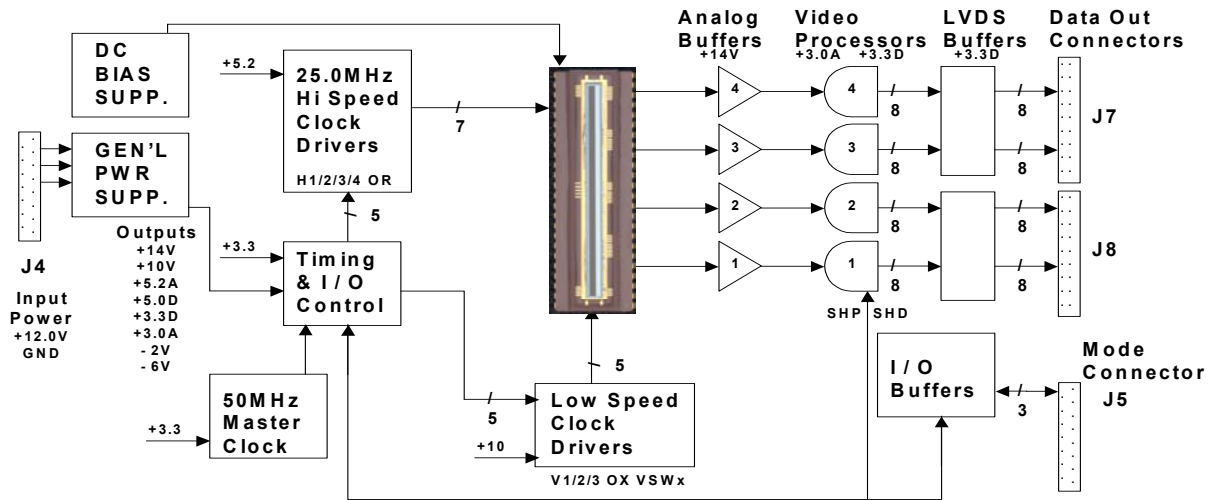 Analog Buffers
+14V
Video Processors
+3.0A +3.3D
LVDS Buffers
+3.3D
Data Out Connectors
DC
BIAS
SUPP.
+5.2
25.0MHz
Hi Speed
Clock
Drivers
H1/2/3/4 OR
7
5
GEN'L
PWR
SUPP.
J4
Input
Power
+12.0V
GND
Outputs
+14V
+10V
+5.2A
+5.0D
+3.3D
+3.0A
- 2V
- 6V
+3.3
Timing
& I/O
Control
50MHz
Master
Clock
+3.3
5
5
Low Speed
Clock
Drivers
+10
V1/2/3 OX VSWx
4
4
8
8
3
3
8
8
J7
2
2
8
8
1
1
8
8
J8
SHP SHD
I/O
Buffers
3
Mode
Connector
J5